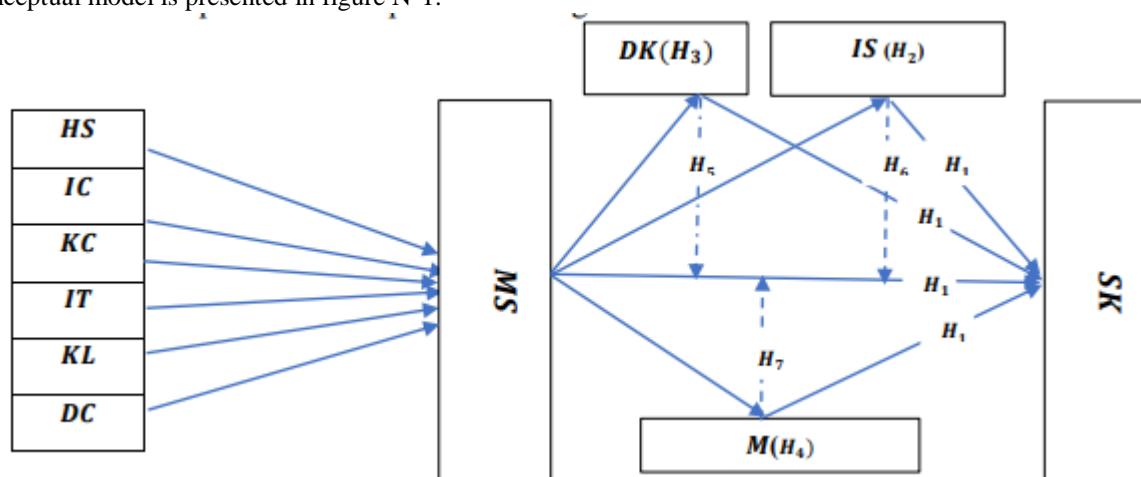 nceptual model is presented in figure N°1.
DK(H₃)
IS (H₂)
HS
IC
KC
IT
KL
DC
MS
H₅
H₆
H₁
H₁
H₁
H₁
H₇
M(H₄)
SK